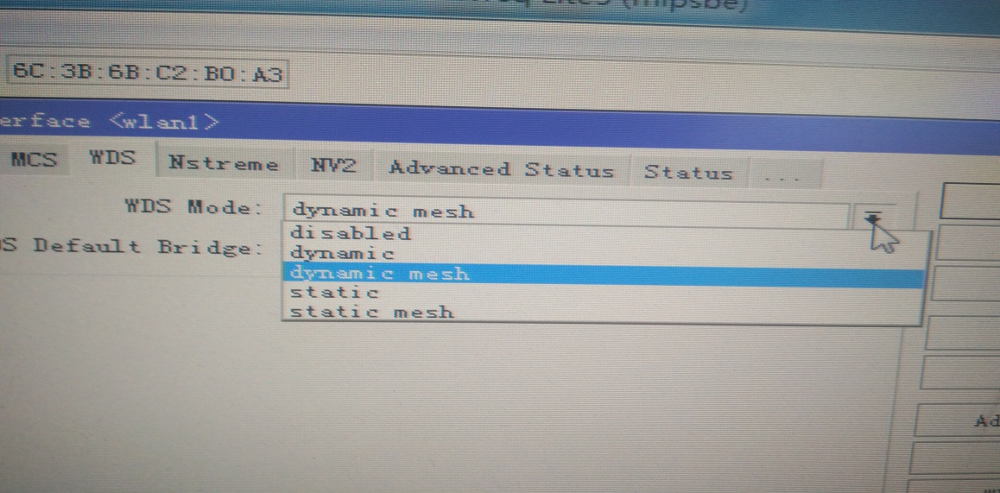 (mipsbe)
6C:3B:6B:C2:B0:A3
erface <wlan1>
MCS WDS Nstreme NV2 Advanced Status Status ...
WDS Mode: dynamic mesh
S Default Bridge:
disabled
dynamic
dynamic mesh
static
static mesh
Ad